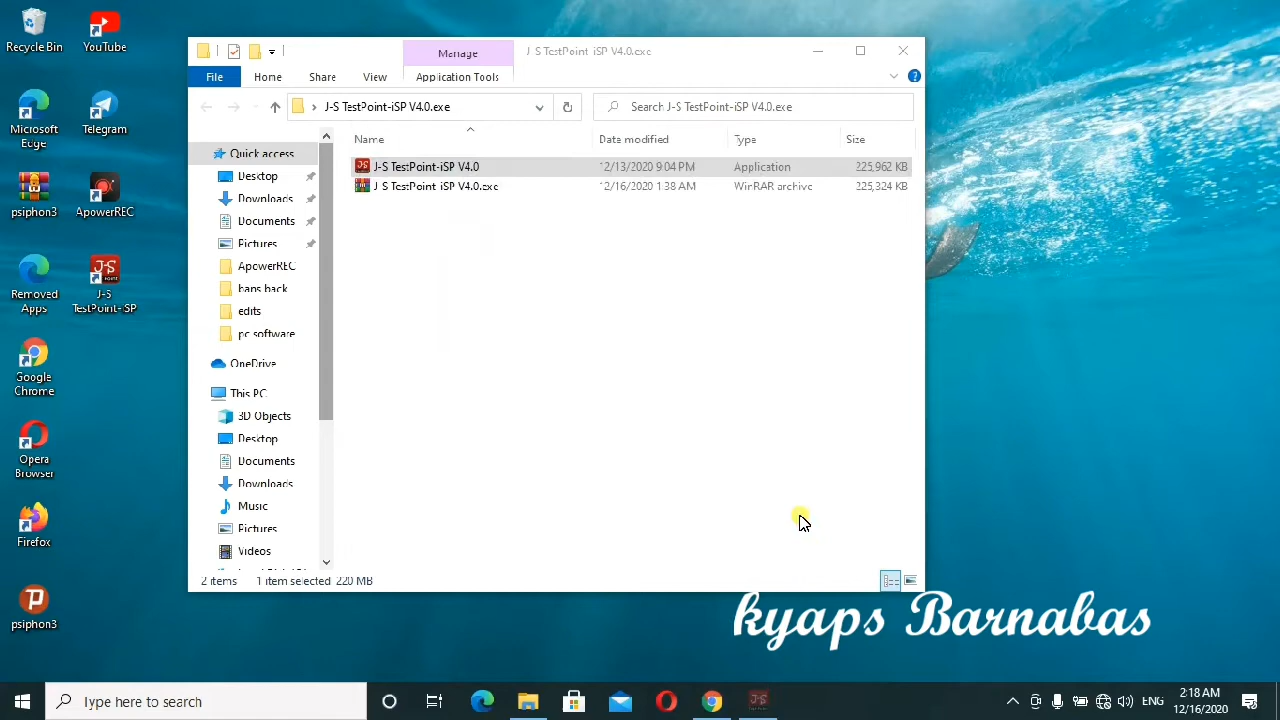 Recycle Bin
YouTube
Microsoft Edge
Telegram
psiphon3
ApowerREC
Removed Apps
J-S TestPoint-iSP
Google Chrome
Opera Browser
Firefox
psiphon3
Manage
J-S TestPoint-iSP V4.0.exe
File
Home
Share
View
Application Tools
J-S TestPoint-iSP V4.0.exe
Search J-S TestPoint-iSP V4.0.exe
Name
Date modified
Type
Size
J-S TestPoint-iSP V4.0
12/13/2020 9:04 PM
Application
225,962 KB
J-S TestPoint-iSP V4.0.exe
12/16/2020 1:38 AM
WinRAR archive
225,324 KB
Quick access
Desktop
Downloads
Documents
Pictures
ApowerREC
bans back
edits
pc software
OneDrive
This PC
3D Objects
Desktop
Documents
Downloads
Music
Pictures
Videos
2 items
1 item selected 220 MB
kyaps Barnabas
Type here to search
ENG
2:18 AM
12/16/2020